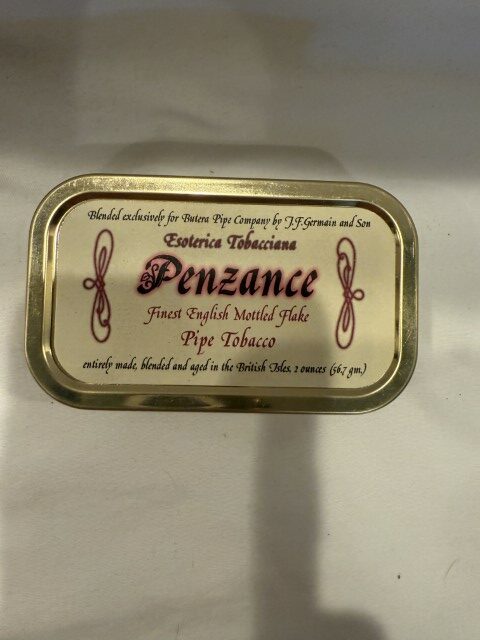 Blended exclusively for Butera Pipe Company by J.F.Germain and Son
Esoterica Tobacciana
Penzance
Finest English Mottled Flake
Pipe Tobacco
entirely made, blended and aged in the British Isles. 2 ounces (56.7 gm.)